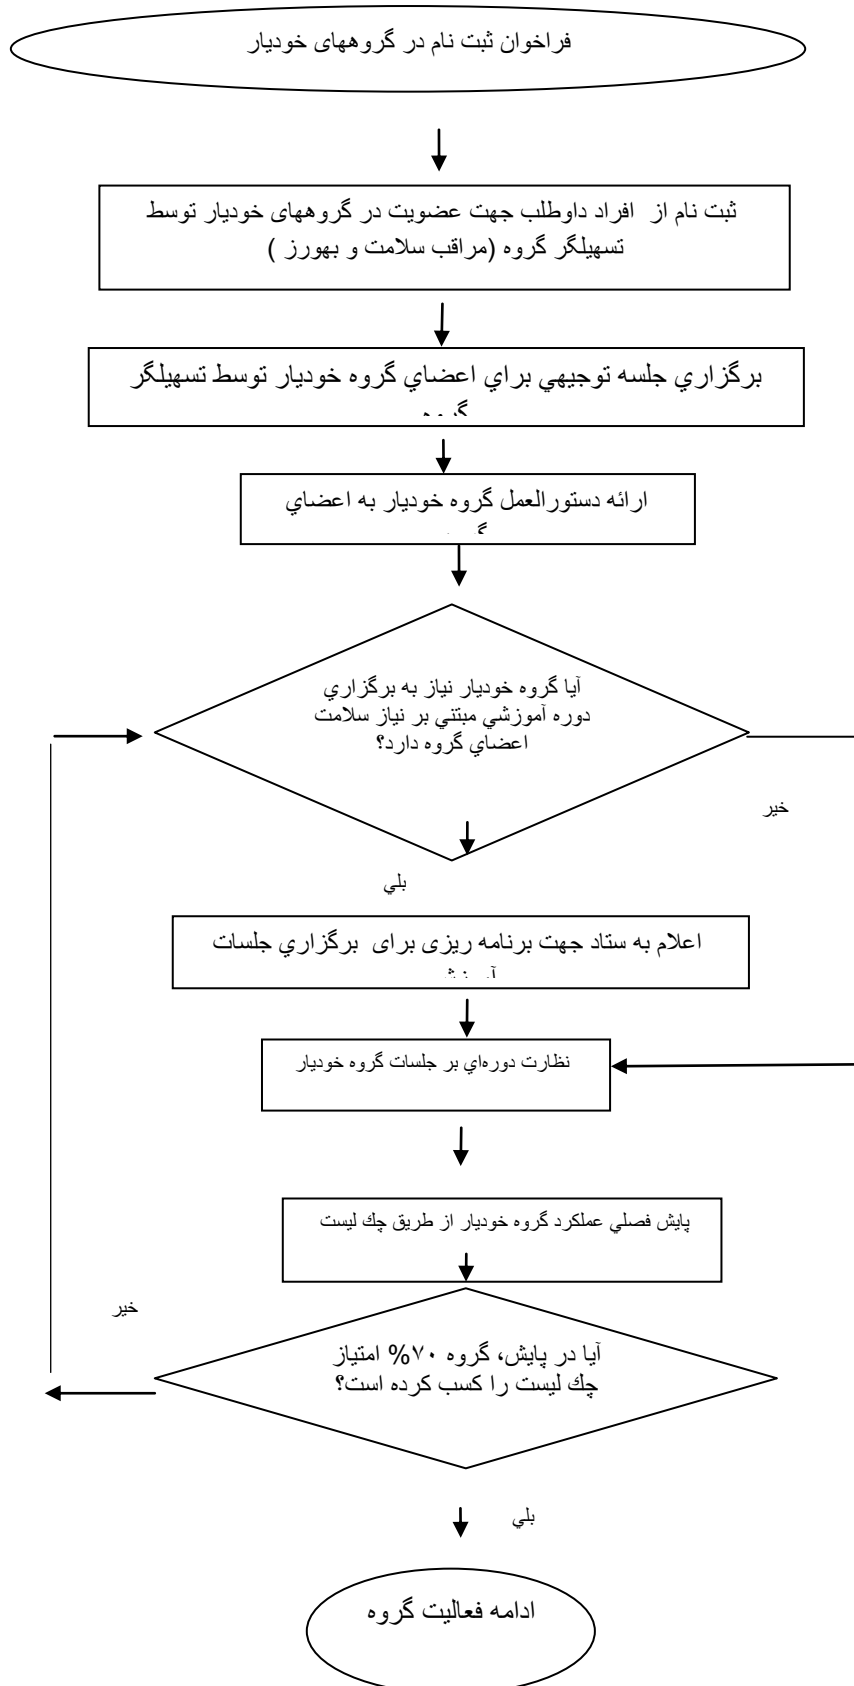 فراخوان ثبت نام در گروههای خودیار
ثبت نام از افراد داوطلب جهت عضویت در گروههای خودیار توسط
تسهیلگر گروه (مراقب سلامت و بهورز )
برگزاري جلسه توجيهي براي اعضاي گروه خوديار توسط تسهيلگر
گروه
ارائه دستورالعمل گروه خوديار به اعضاي
آيا گروه خوديار نياز به برگزاري
دوره آموزشي مبتني بر نياز سلامت
اعضاي گروه دارد؟
خير
بلي
اعلام به ستاد جهت برنامه ریزی برای برگزاري جلسات
نظارت دوره‌اي بر جلسات گروه خوديار
پايش فصلي عملكرد گروه خوديار از طريق چك ليست
خير
آيا در پايش، گروه ۷۰% امتياز
چك ليست را كسب كرده است؟
بلي
ادامه فعاليت گروه